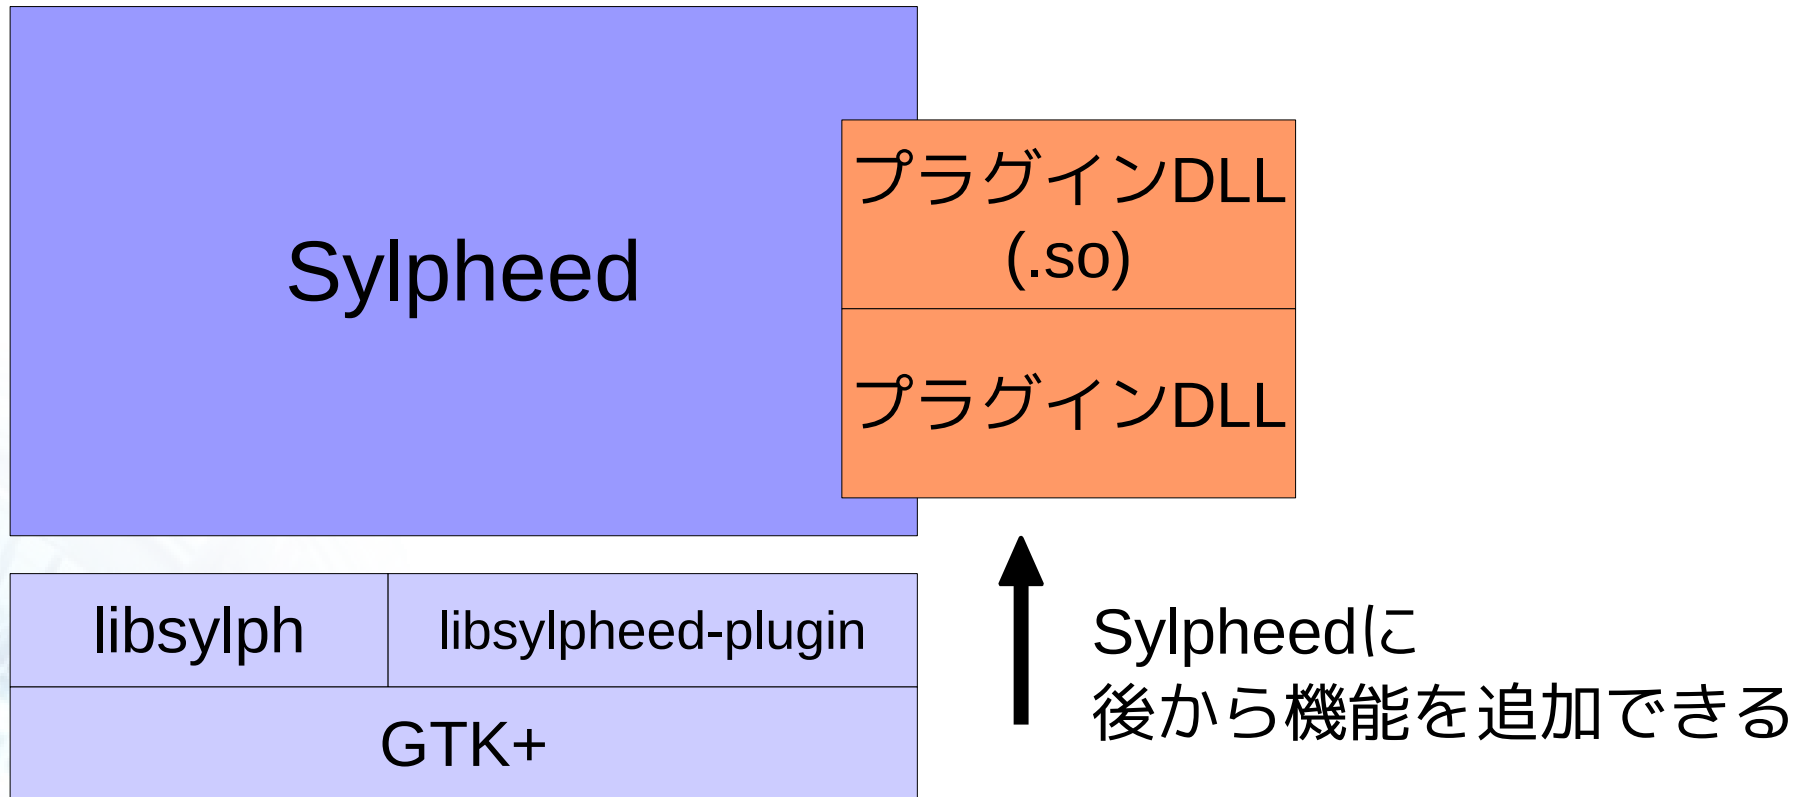 Sylpheed
プラグインDLL
(.so)
プラグインDLL
libsylph
libsylpheed-plugin
GTK+
Sylpheedに
後から機能を追加できる